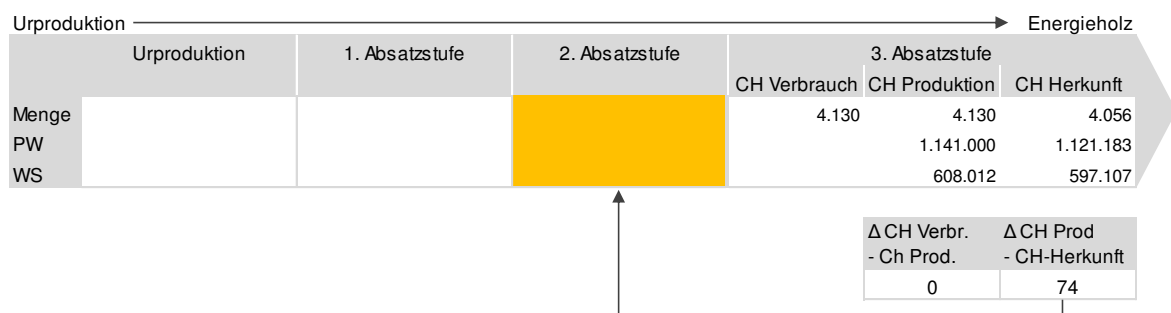 Urproduktion Energieholz
Urproduktion 1. Absatzstufe 2. Absatzstufe 3. Absatzstufe
CH Verbrauch CH Produktion CH Herkunft
Menge 4.130 4.130 4.056
PW 1.141.000 1.121.183
WS 608.012 597.107
Δ CH Verbr. Δ CH Prod
- Ch Prod. - CH-Herkunft
0 74